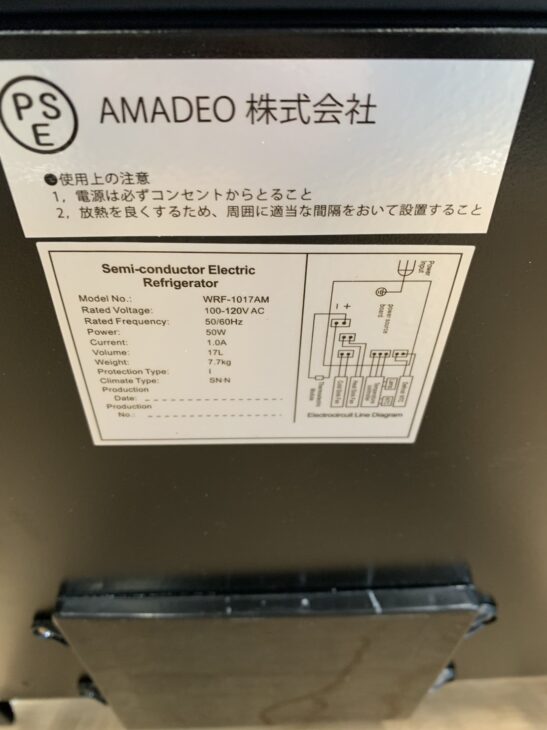 PS
E
AMADEO 株式会社
●使用上の注意
1，電源は必ずコンセントからとること
2，放熱を良くするため、周囲に適当な間隔をおいて設置すること
Semi-conductor Electric
Refrigerator
Model No.: WRF-1017AM
Rated Voltage: 100-120V AC
Rated Frequency: 50/60Hz
Power: 50W
Current: 1.0A
Volume: 17L
Weight: 7.7kg
Protection Type: I
Climate Type: SN·N
Production
Date:
Production
No.:
Power
input
power source
board
- +
Electrocircuit Line Diagram